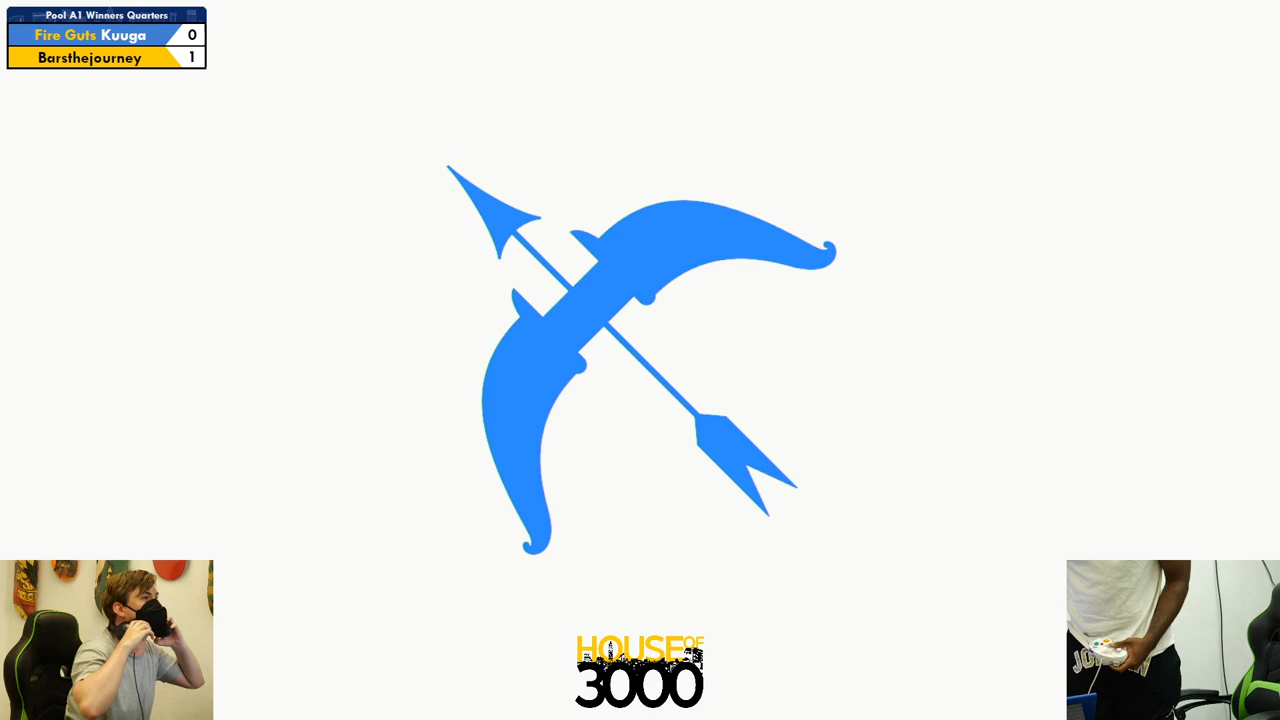 Pool A1 Winners Quarters
Fire Guts Kuuga 0
Barsthejourney 1
HOUSE OF
3000